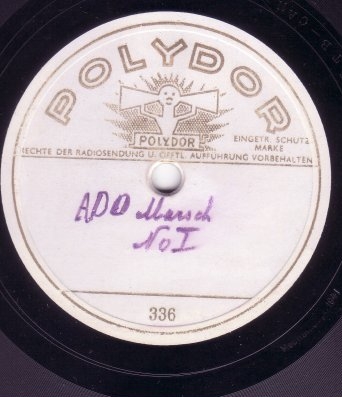 POLYDOR
POLYDOR
EINGETR. SCHUTZ
MARKE
RECHTE DER RADIOSENDUNG U. ÖFFTL. AUFFÜHRUNG VORBEHALTEN
ADO Marsch
No I
336